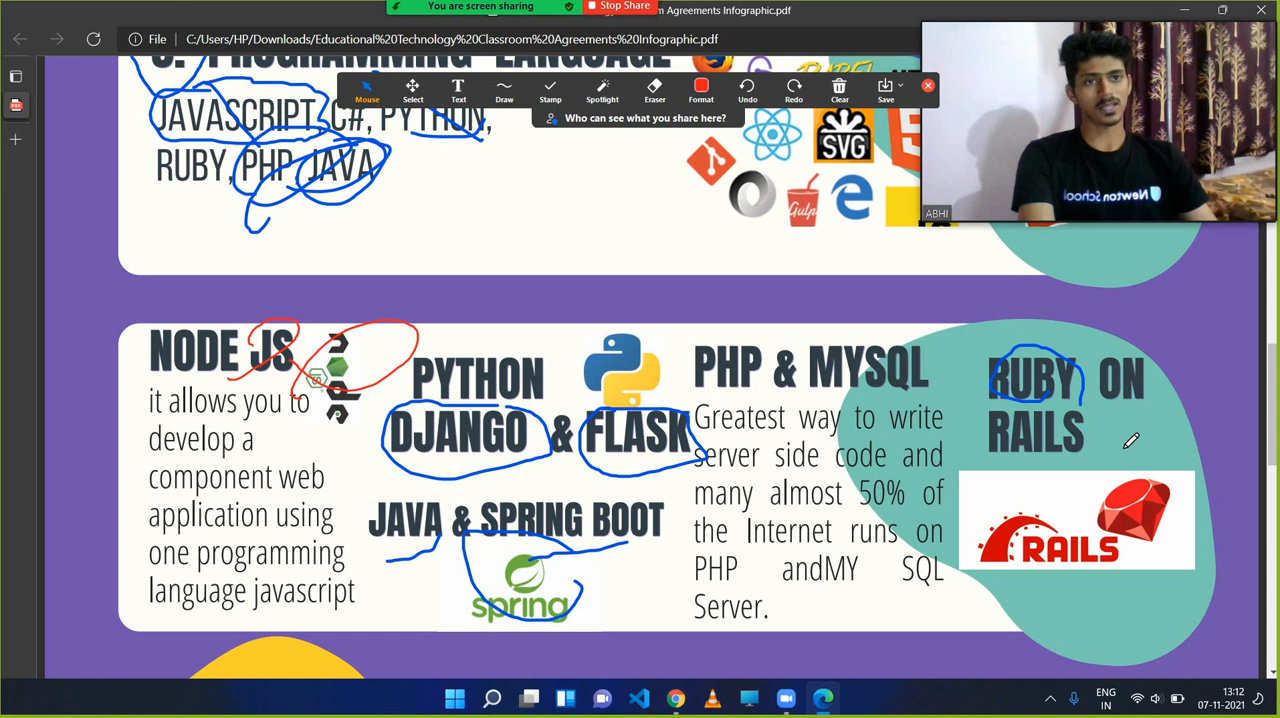 You are screen sharing
Stop Share
Agreements Infographic.pdf
File
C:/Users/HP/Downloads/Educational%20Technology%20Classroom%20Agreements%20Infographic.pdf
PROGRAMMING LANGUAGE
Mouse
Select
Text
Draw
Stamp
Spotlight
Eraser
Format
Undo
Redo
Clear
Save
Who can see what you share here?
JAVASCRIPT, C#, PYTHON,
RUBY, PHP, JAVA
SVG
Gulp
Newton School
ABHI
NODE JS
it allows you to
develop a
component web
application using
one programming
language javascript
PYTHON
DJANGO & FLASK
JAVA & SPRING BOOT
spring
PHP & MYSQL
Greatest way to write
server side code and
many almost 50% of
the Internet runs on
PHP andMY SQL
Server.
RUBY ON
RAILS
RAILS
ENG
IN
13:12
07-11-2021